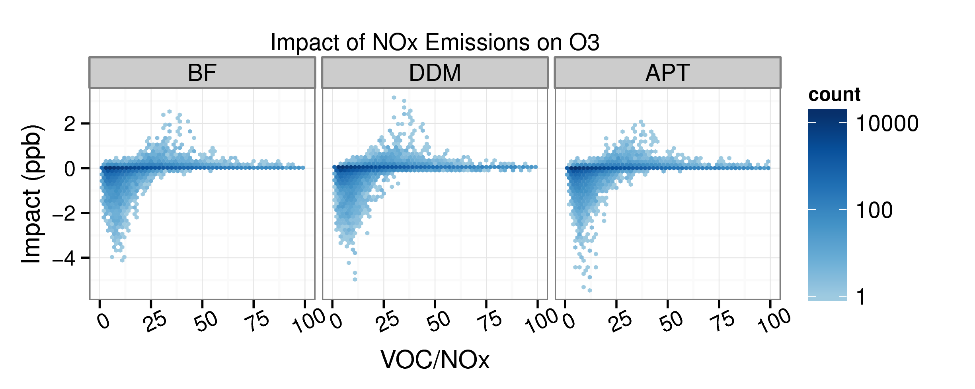 Impact of NOx Emissions on O3
BF DDM APT
Impact (ppb)
2
0
−2
−4
0 25 50 75 100 0 25 50 75 100 0 25 50 75 100
VOC/NOx
count
10000
100
1